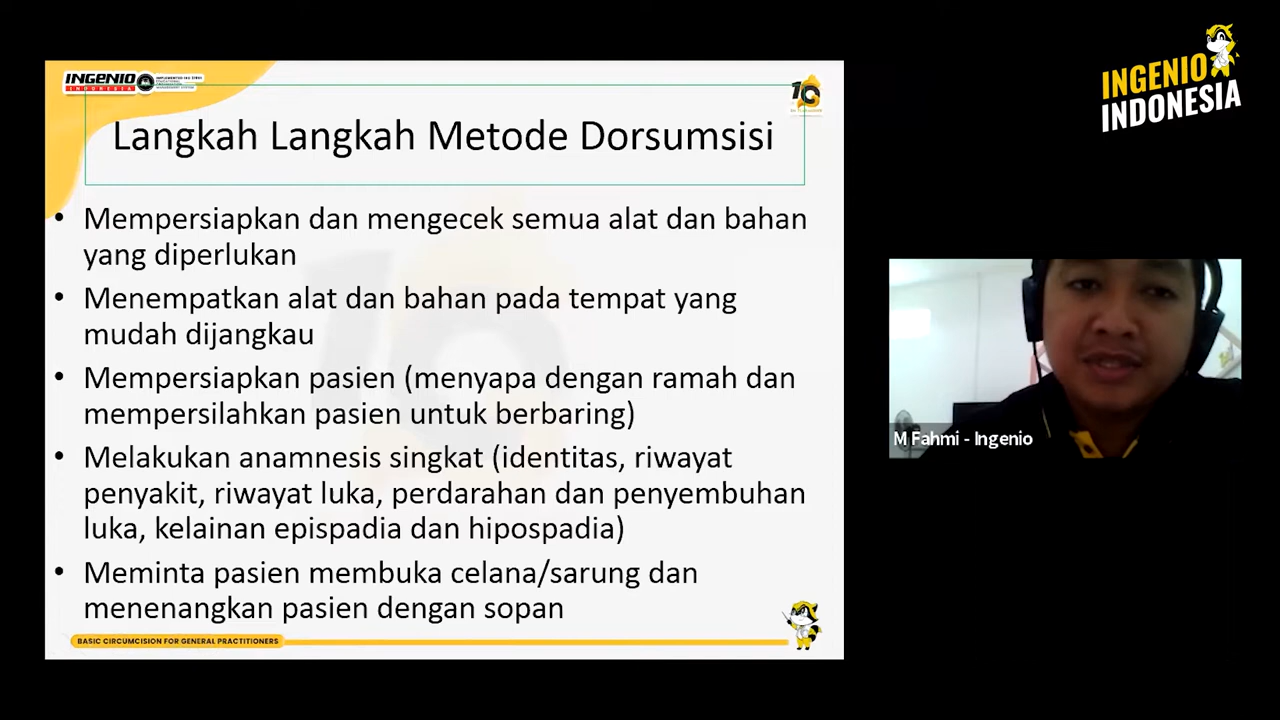 INGENIO
INDONESIA
INGENIO
INDONESIA
Langkah Langkah Metode Dorsumsisi
• Mempersiapkan dan mengecek semua alat dan bahan
yang diperlukan
• Menempatkan alat dan bahan pada tempat yang
mudah dijangkau
• Mempersiapkan pasien (menyapa dengan ramah dan
mempersilahkan pasien untuk berbaring)
• Melakukan anamnesis singkat (identitas, riwayat
penyakit, riwayat luka, perdarahan dan penyembuhan
luka, kelainan epispadia dan hipospadia)
• Meminta pasien membuka celana/sarung dan
menenangkan pasien dengan sopan
BASIC CIRCUMCISION FOR GENERAL PRACTITIONERS
M Fahmi - Ingenio